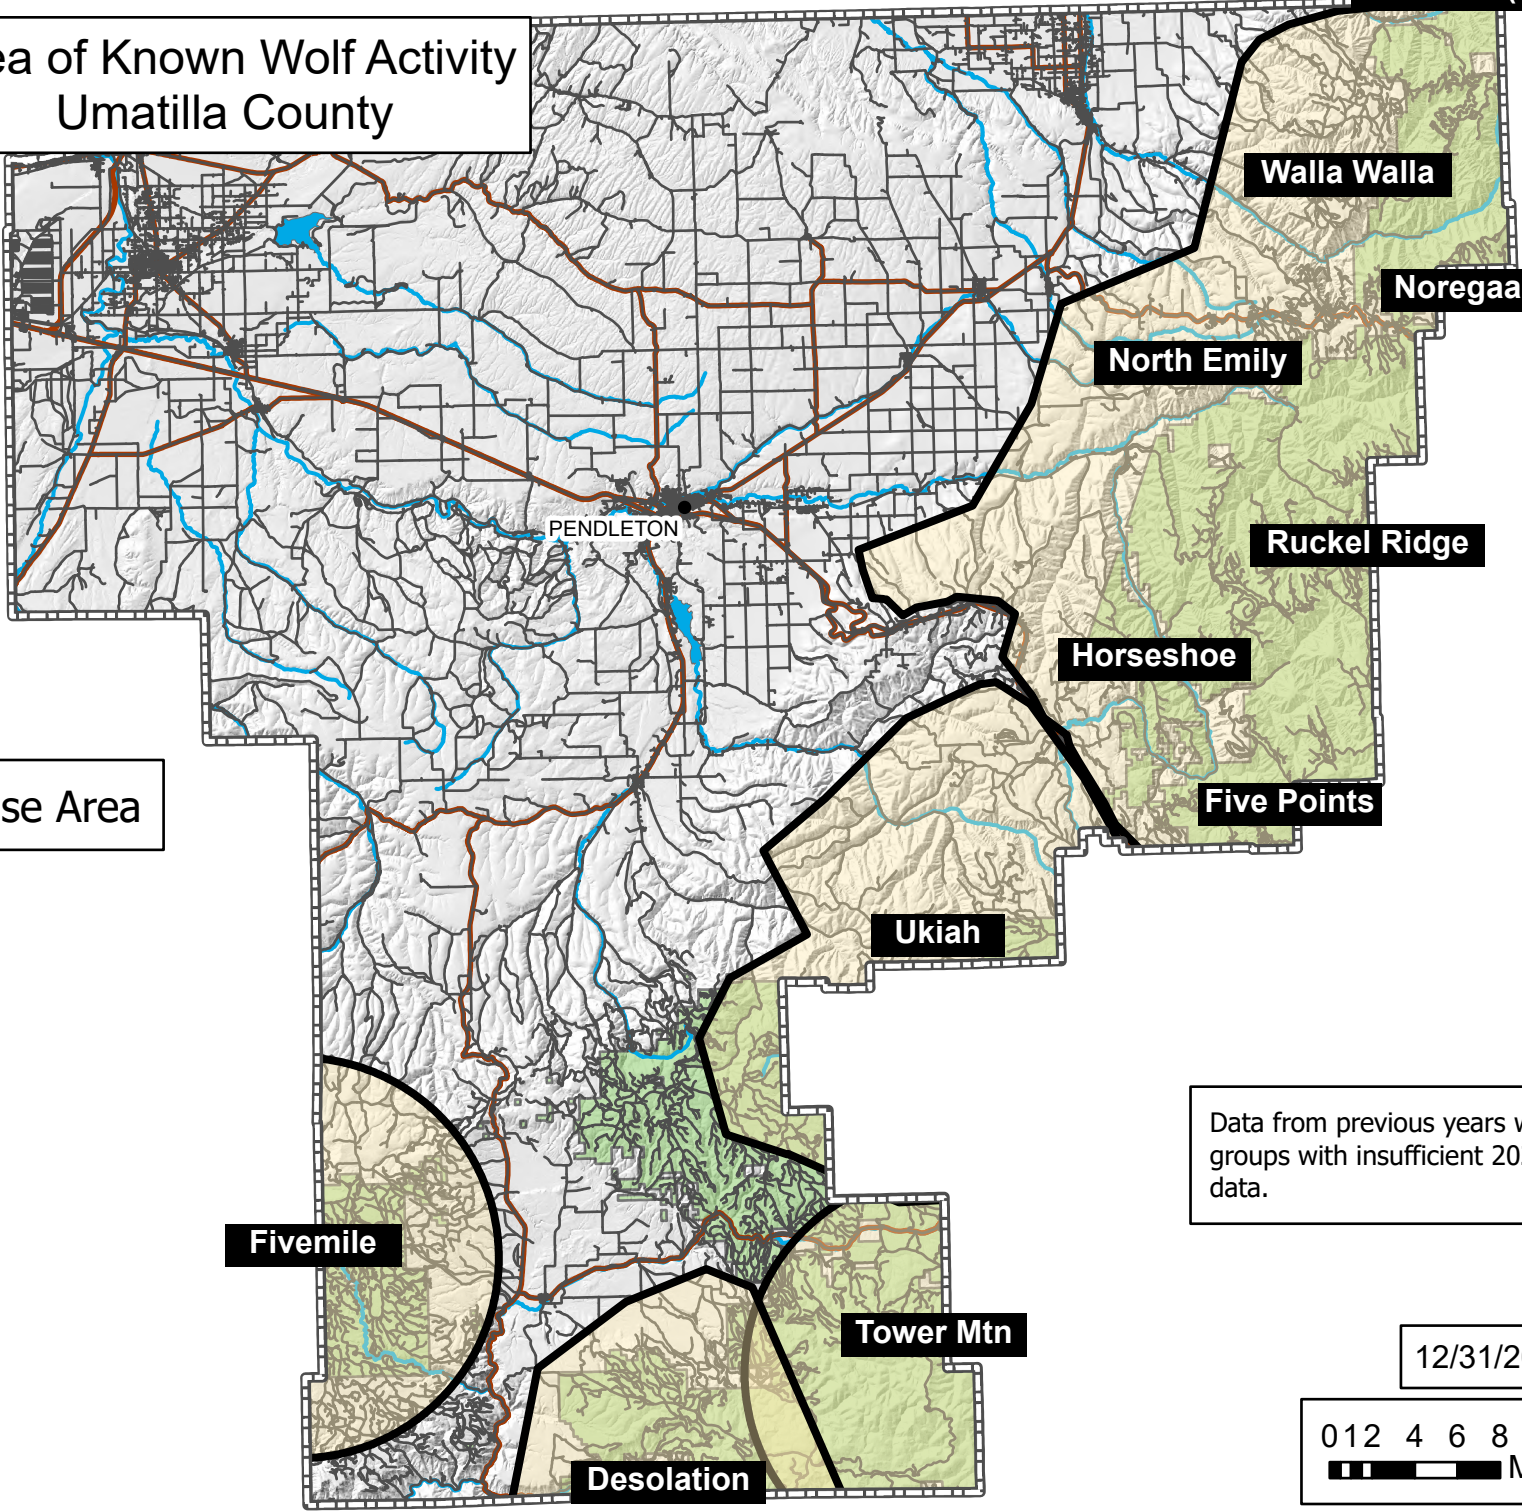 ea of Known Wolf Activity
Umatilla County
Walla Walla
Noregaa
North Emily
PENDLETON
Ruckel Ridge
Horseshoe
se Area
Five Points
Ukiah
Data from previous years w
groups with insufficient 20
data.
Fivemile
Tower Mtn
12/31/2
0 1 2 4 6 8
M
Desolation